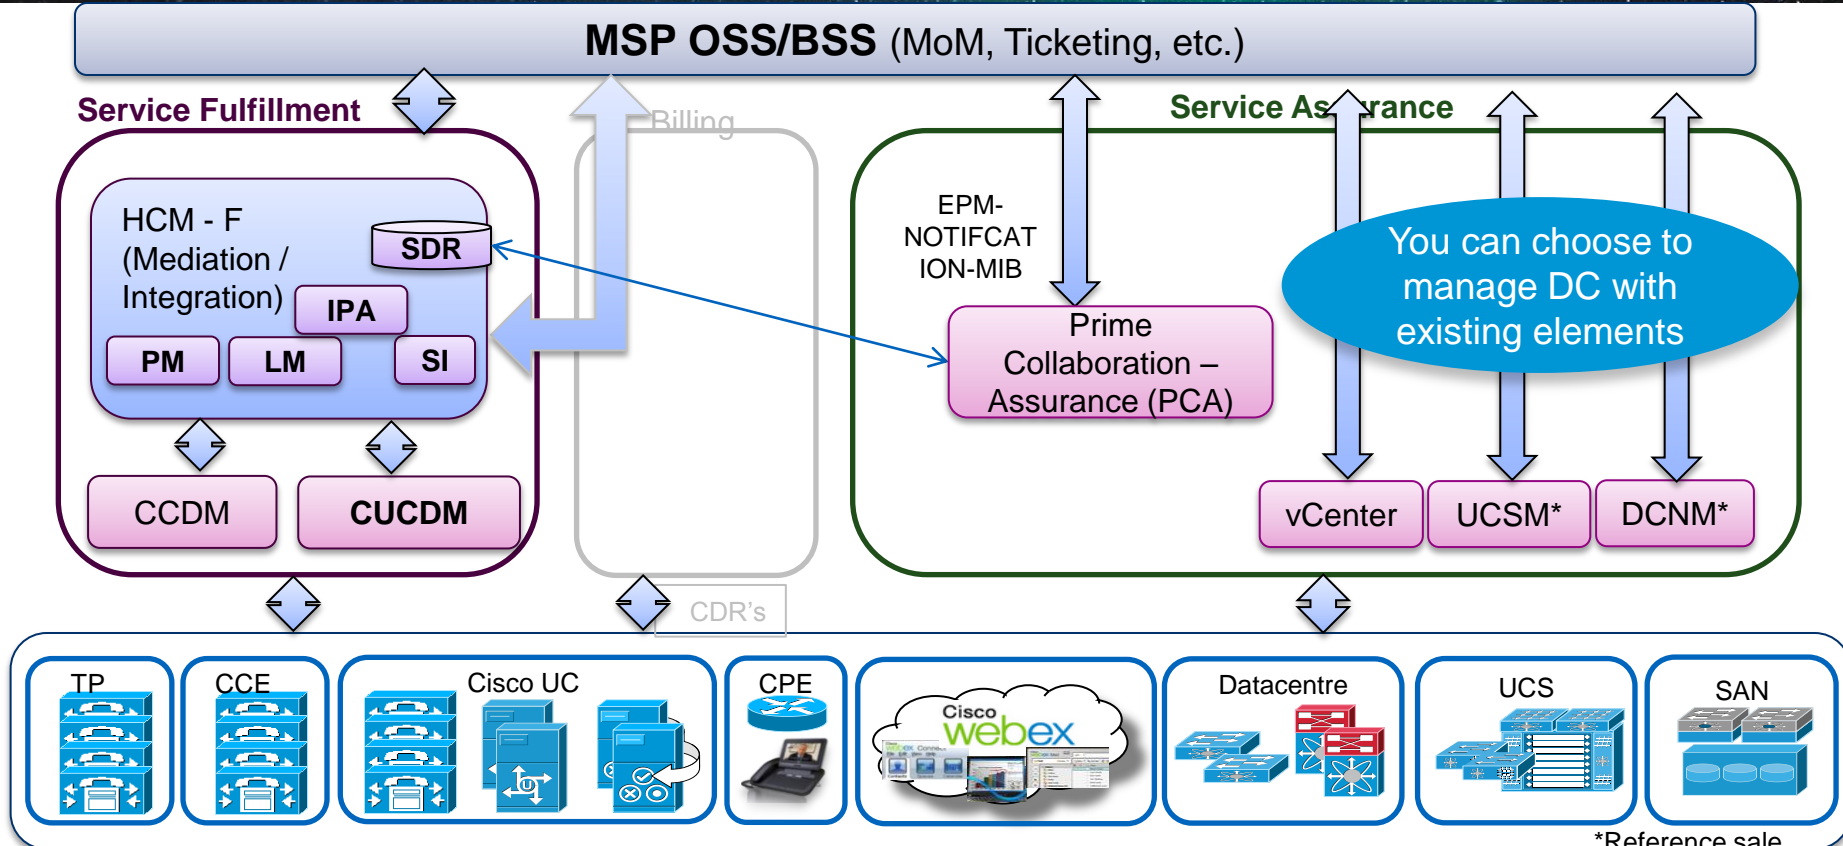 MSP OSS/BSS (MoM, Ticketing, etc.)
Service Fulfillment
Billing
Service Assurance
HCM - F
(Mediation /
Integration)
SDR
IPA
PM
LM
SI
CCDM
CUCDM
EPM-
NOTIFCAT
ION-MIB
Prime
Collaboration –
Assurance (PCA)
You can choose to
manage DC with
existing elements
vCenter
UCSM*
DCNM*
CDR's
TP
CCE
Cisco UC
CPE
Cisco
webex
Datacentre
UCS
SAN
*Reference sale